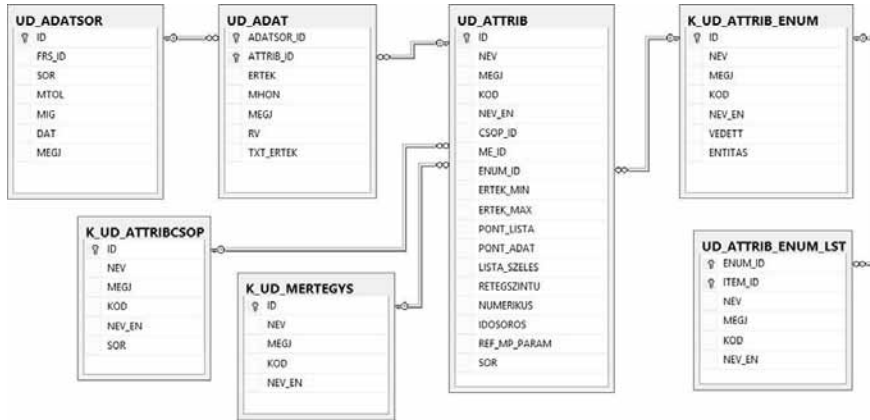 UD_ADATSOR
ID
FRS_ID
SOR
MTOL
MIG
DAT
MEGJ
UD_ADAT
ADATSOR_ID
ATTRIB_ID
ERTEK
MHON
MEGJ
RV
TXT_ERTEK
UD_ATTRIB
ID
NEV
MEGJ
KOD
NEV_EN
CSOP_ID
ME_ID
ENUM_ID
ERTEK_MIN
ERTEK_MAX
PONT_LISTA
PONT_ADAT
LISTA_SZELES
RETEGSZINTU
NUMERIKUS
IDOSOROS
REF_MP_PARAM
SOR
K_UD_ATTRIB_ENUM
ID
NEV
MEGJ
KOD
NEV_EN
VEDETT
ENTITAS
K_UD_ATTRIBCSOP
ID
NEV
MEGJ
KOD
NEV_EN
SOR
K_UD_MERTEGYS
ID
NEV
MEGJ
KOD
NEV_EN
UD_ATTRIB_ENUM_LST
ENUM_ID
ITEM_ID
NEV
MEGJ
KOD
NEV_EN